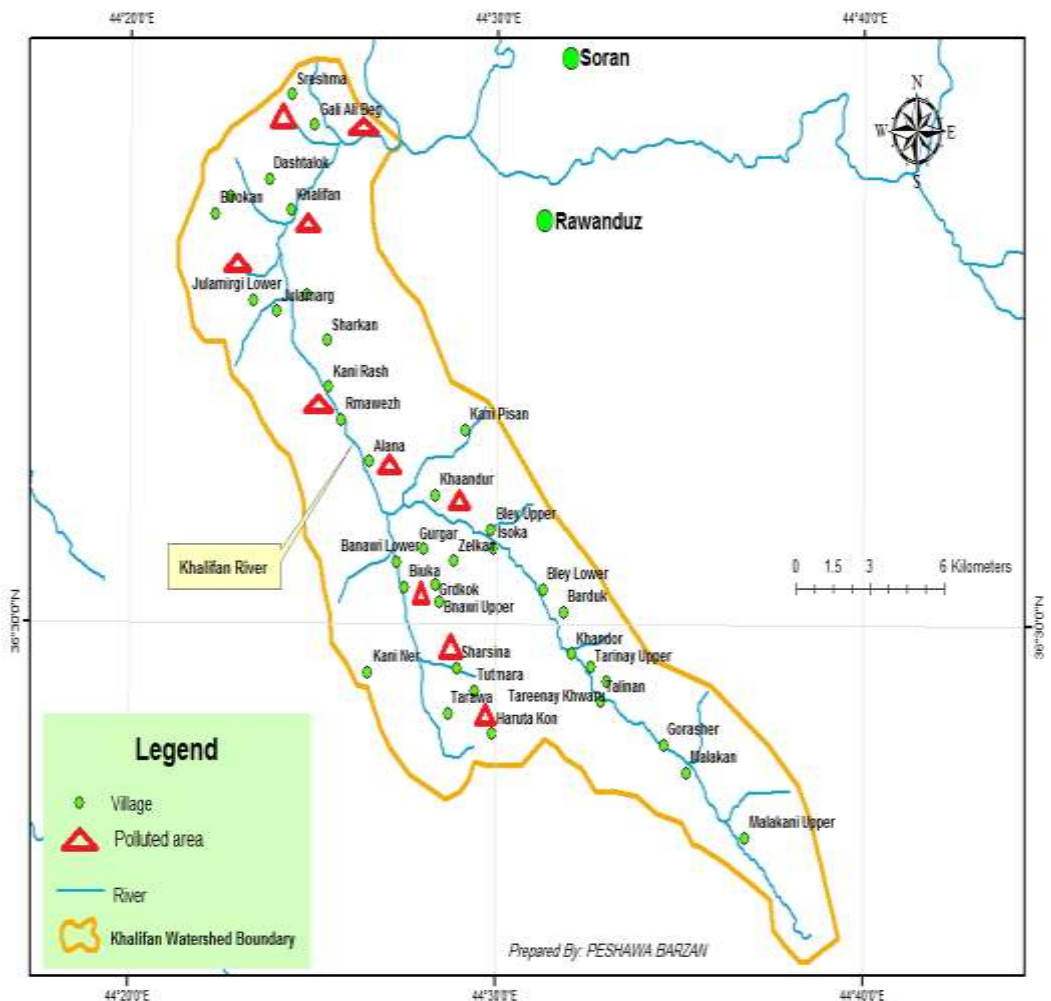 44°20'0"E 44°30'0"E 44°40'0"E
Soran
Sreshma
Gali Ali Beg
N
W E
S
Dashtalok
Khalifan
Rawanduz
Julamirgi Lower
Julamarg
Sharkan
Kani Rash
Rmawezh
Kani Pisan
Alana
Khaandur
Bley Upper
Isoka
Gurgar
Banawi Lower
Zelkan
Khalifan River
0 1.5 3 6 Kilometers
Biuka
Grdkok
Bnawi Upper
Bley Lower
Barduk
36°30'0"N 36°30'0"N
Khandor
Sharsina
Tarinay Upper
Kani Ner
Tutmara
Talinan
Tarawa
Tareenay Khwaru
Haruta Kon
Gorasher
Malakan
Malakani Upper
Legend
Village
Polluted area
River
Khalifan Watershed Boundary
Prepared By: PESHAWA BARZAN
44°20'0"E 44°30'0"E 44°40'0"E